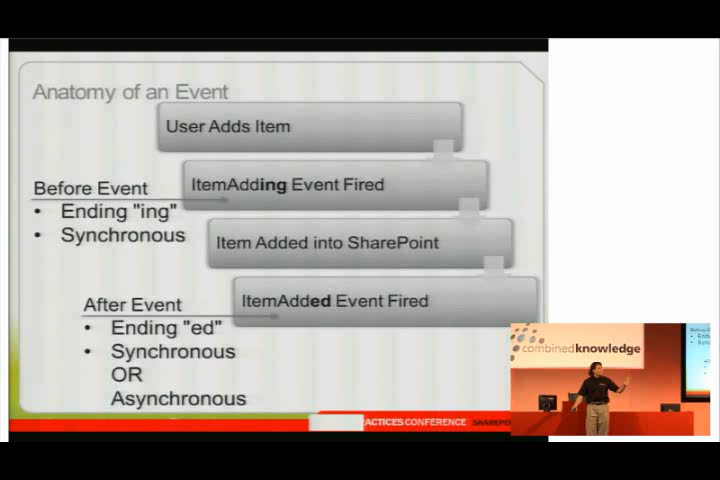 Anatomy of an Event
User Adds Item
ItemAdding Event Fired
Before Event
• Ending "ing"
• Synchronous
Item Added into SharePoint
ItemAdded Event Fired
After Event
• Ending "ed"
• Synchronous
OR
Asynchronous
combinedknowledge
CONFERENCE